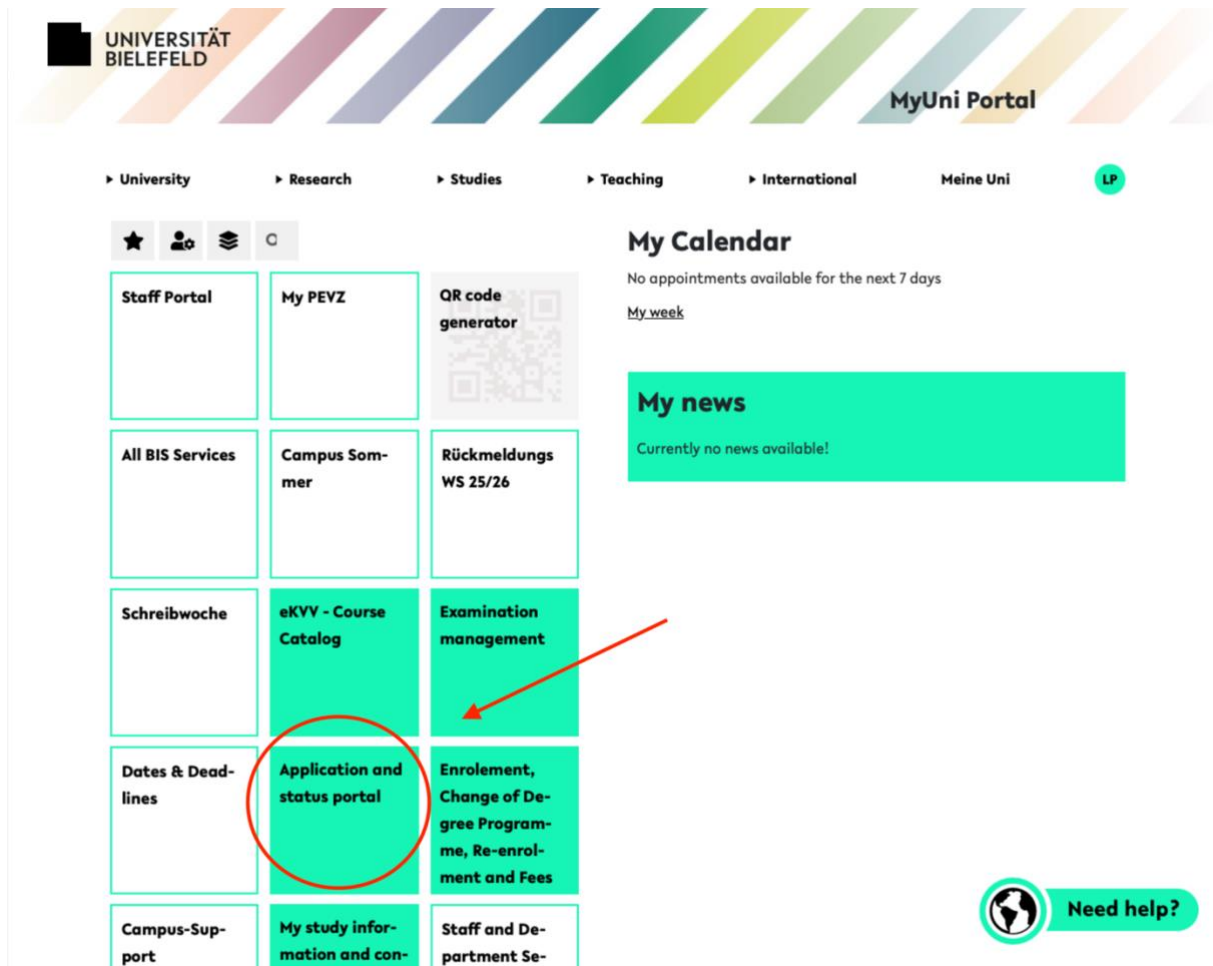 UNIVERSITÄT
BIELEFELD
MyUni Portal
University
Research
Studies
Teaching
International
Meine Uni
LP
My Calendar
No appointments available for the next 7 days
My week
My news
Currently no news available!
Staff Portal
My PEVZ
QR code
generator
All BIS Services
Campus Som-
mer
Rückmeldungs
WS 25/26
Schreibwoche
eKVV - Course
Catalog
Examination
management
Dates & Dead-
lines
Application and
status portal
Enrolement,
Change of De-
gree Program-
me, Re-enrol-
ment and Fees
Campus-Sup-
port
My study infor-
mation and con-
Staff and De-
partment Se-
Need help?